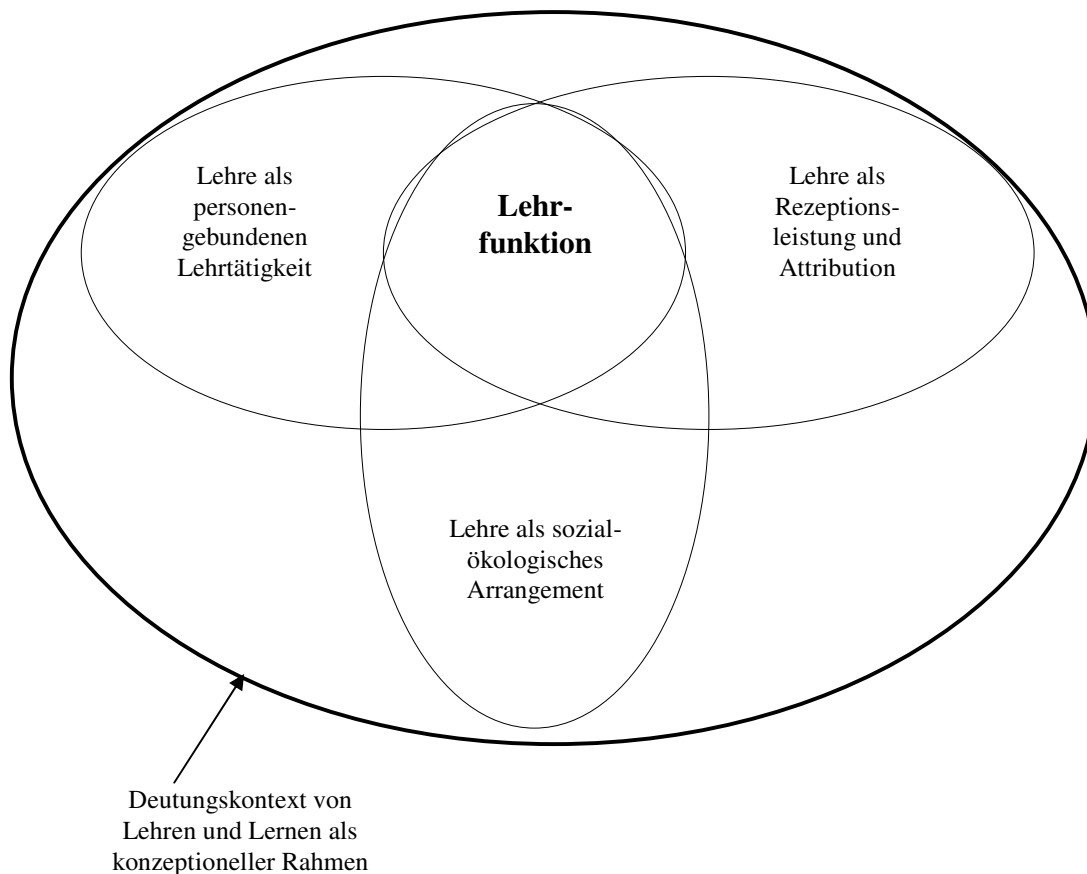 Lehre als
personen-
gebundenen
Lehrtätigkeit
Lehr-
funktion
Lehre als
Rezeptions-
leistung und
Attribution
Lehre als sozial-
ökologisches
Arrangement
Deutungskontext von
Lehren und Lernen als
konzeptioneller Rahmen